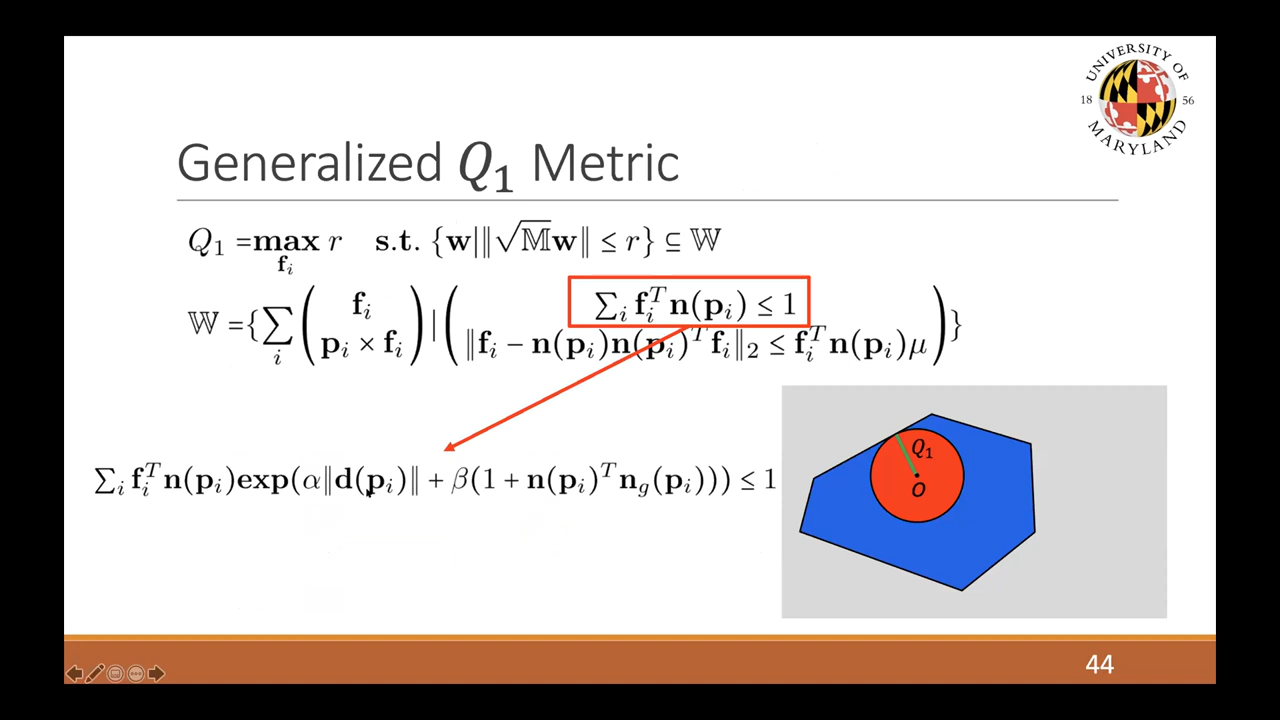 UNIVERSITY OF
18 56
MARYLAND
Generalized Q₁ Metric
Q₁ =max r s.t. {w|‖√𝕄w‖ ≤ r} ⊆ 𝕎
fᵢ
𝕎 ={∑ᵢ ( fᵢ ; pᵢ × fᵢ ) | ( ∑ᵢ fᵢᵀn(pᵢ) ≤ 1 ; ‖fᵢ − n(pᵢ)n(pᵢ)ᵀfᵢ‖₂ ≤ fᵢᵀn(pᵢ)μ )}
∑ᵢ fᵢᵀn(pᵢ)exp(α‖d(pᵢ)‖ + β(1 + n(pᵢ)ᵀn_g(pᵢ))) ≤ 1
Q₁
O
44